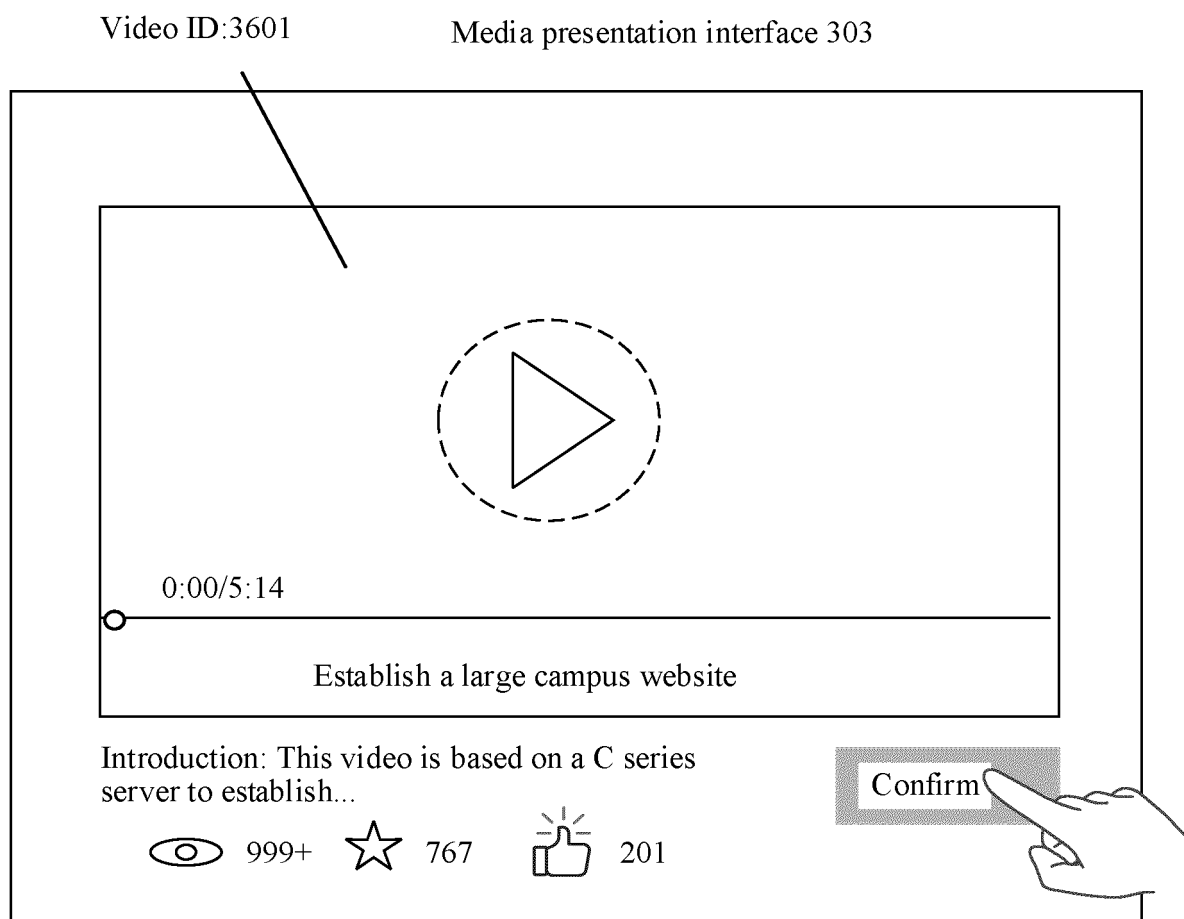 Video ID:3601
Media presentation interface 303
0:00/5:14
Establish a large campus website
Introduction: This video is based on a C series
server to establish...
Confirm
999+
767
201